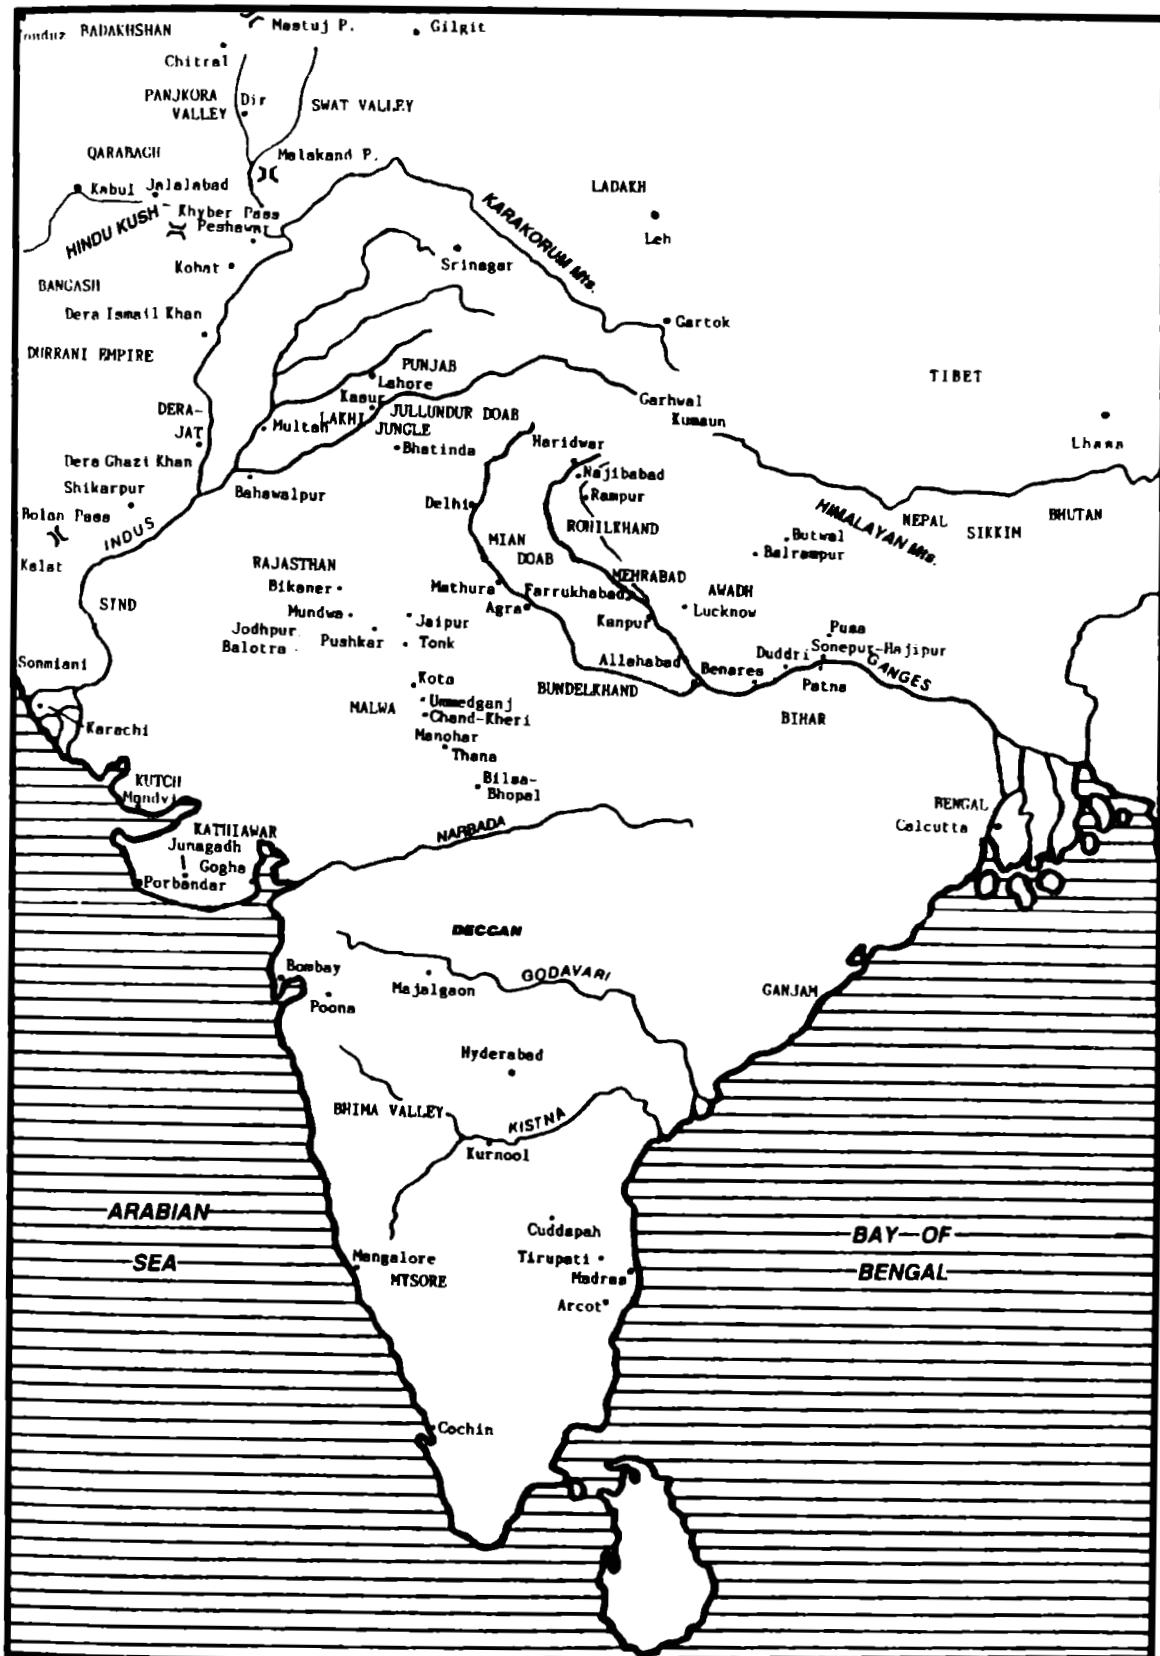 BADAKHSHAN
Mastuj P.
Gilgit
Chitral
PANJKORA
VALLEY
Dir
SWAT VALLEY
QARABAGH
Malakand P.
Kabul
Jalalabad
LADAKH
HINDU KUSH
Khyber Pass
Peshawar
KARAKORUM Mts.
Leh
Kohat
Srinagar
BANGASH
Dera Ismail Khan
Gartok
DURRANI EMPIRE
PUNJAB
Lahore
TIBET
Kasur
Garhwal
DERA-
JAT
Multan
LAKHI
JUNGLE
JULLUNDUR DOAB
Kumaun
Bhatinda
Haridwar
Lhasa
Dera Ghazi Khan
Najibabad
Shikarpur
Bahawalpur
Delhi
Rampur
Bolan Pass
INDUS
ROHILKHAND
HIMALAYAN Mts.
NEPAL
SIKKIM
BHUTAN
Kalat
MIAN
DOAB
Butwal
Balrampur
RAJASTHAN
Bikaner
Mathura
Farrukhabad
MEHRABAD
AWADH
SIND
Mundwa
Jaipur
Agra
Lucknow
Jodhpur
Pushkar
Tonk
Kanpur
Pusa
Balotra
Sonepur-Hajipur
Sonmiani
Allahabad
Benares
Duddri
GANGES
Kota
BUNDELKHAND
Patna
MALWA
Ummedganj
Chand-Kheri
BIHAR
Karachi
Manohar
Thana
KUTCH
Mandvi
Bilsa-
Bhopal
BENGAL
Calcutta
KATHIAWAR
NARBADA
Junagadh
Gogha
Porbandar
DECCAN
Bombay
GODAVARI
Majalgaon
GANJAM
Poona
Hyderabad
BHIMA VALLEY
KISTNA
Kurnool
ARABIAN
SEA
Cuddapah
BAY OF
BENGAL
Mangalore
MYSORE
Tirupati
Madras
Arcot
Cochin